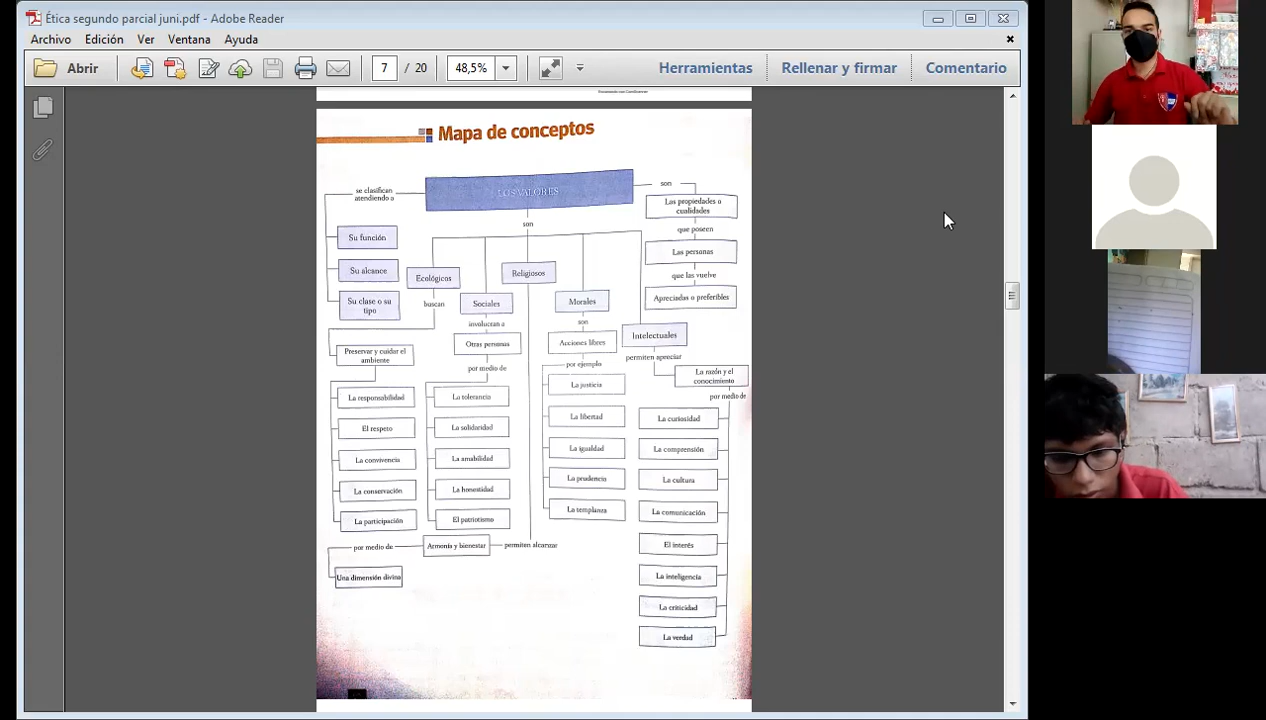 Ética segundo parcial juni.pdf - Adobe Reader
Archivo Edición Ver Ventana Ayuda
Abrir
7 / 20
48,5%
Herramientas
Rellenar y firmar
Comentario
Mapa de conceptos
LOS VALORES
se clasifican
atendiendo a
Su función
Su alcance
Su clase o su
tipo
son
Las propiedades o
cualidades
que poseen
Las personas
que las vuelve
Apreciadas o preferibles
son
Ecológicos
buscan
Preservar y cuidar el
ambiente
La responsabilidad
El respeto
La convivencia
La conservación
La participación
Sociales
involucran a
Otras personas
por medio de
La tolerancia
La solidaridad
La amabilidad
La honestidad
El patriotismo
Religiosos
permiten alcanzar
Armonía y bienestar
por medio de
Una dimensión divina
Morales
son
Acciones libres
por ejemplo
La justicia
La libertad
La igualdad
La prudencia
La templanza
Intelectuales
permiten apreciar
La razón y el
conocimiento
por medio de
La curiosidad
La comprensión
La cultura
La comunicación
El interés
La inteligencia
La criticidad
La verdad